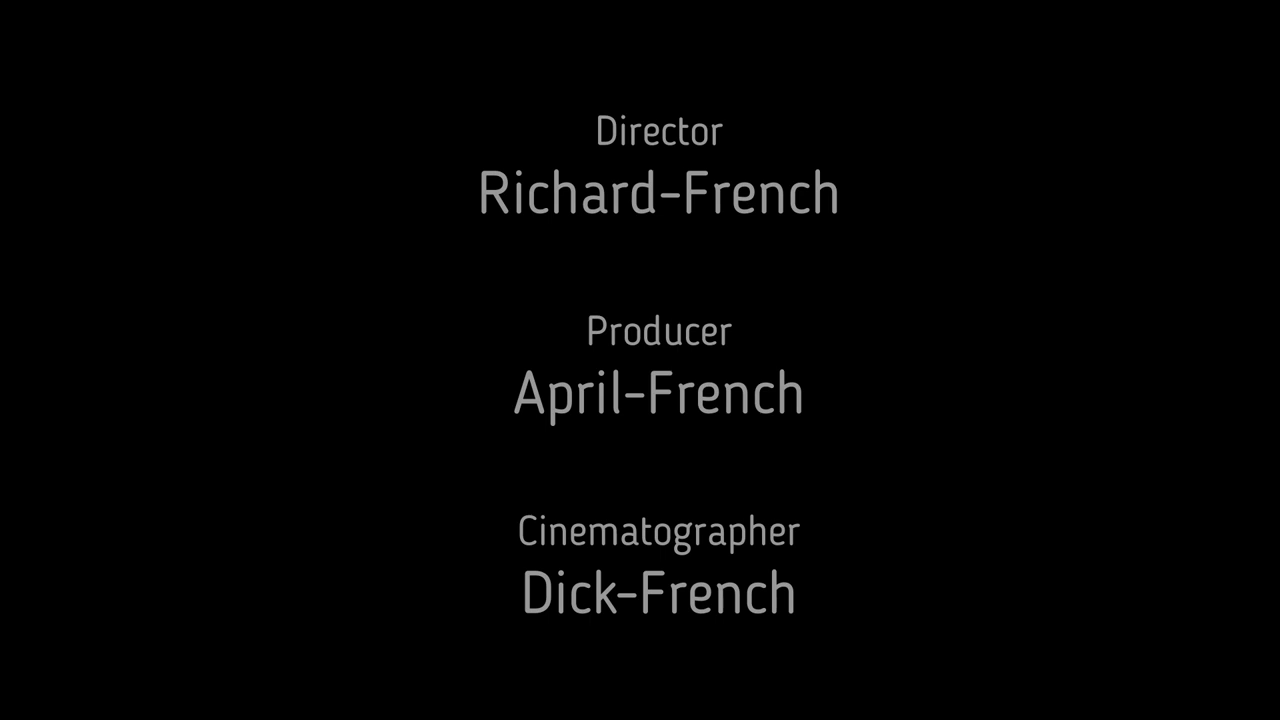 Director
Richard-French
Producer
April-French
Cinematographer
Dick-French